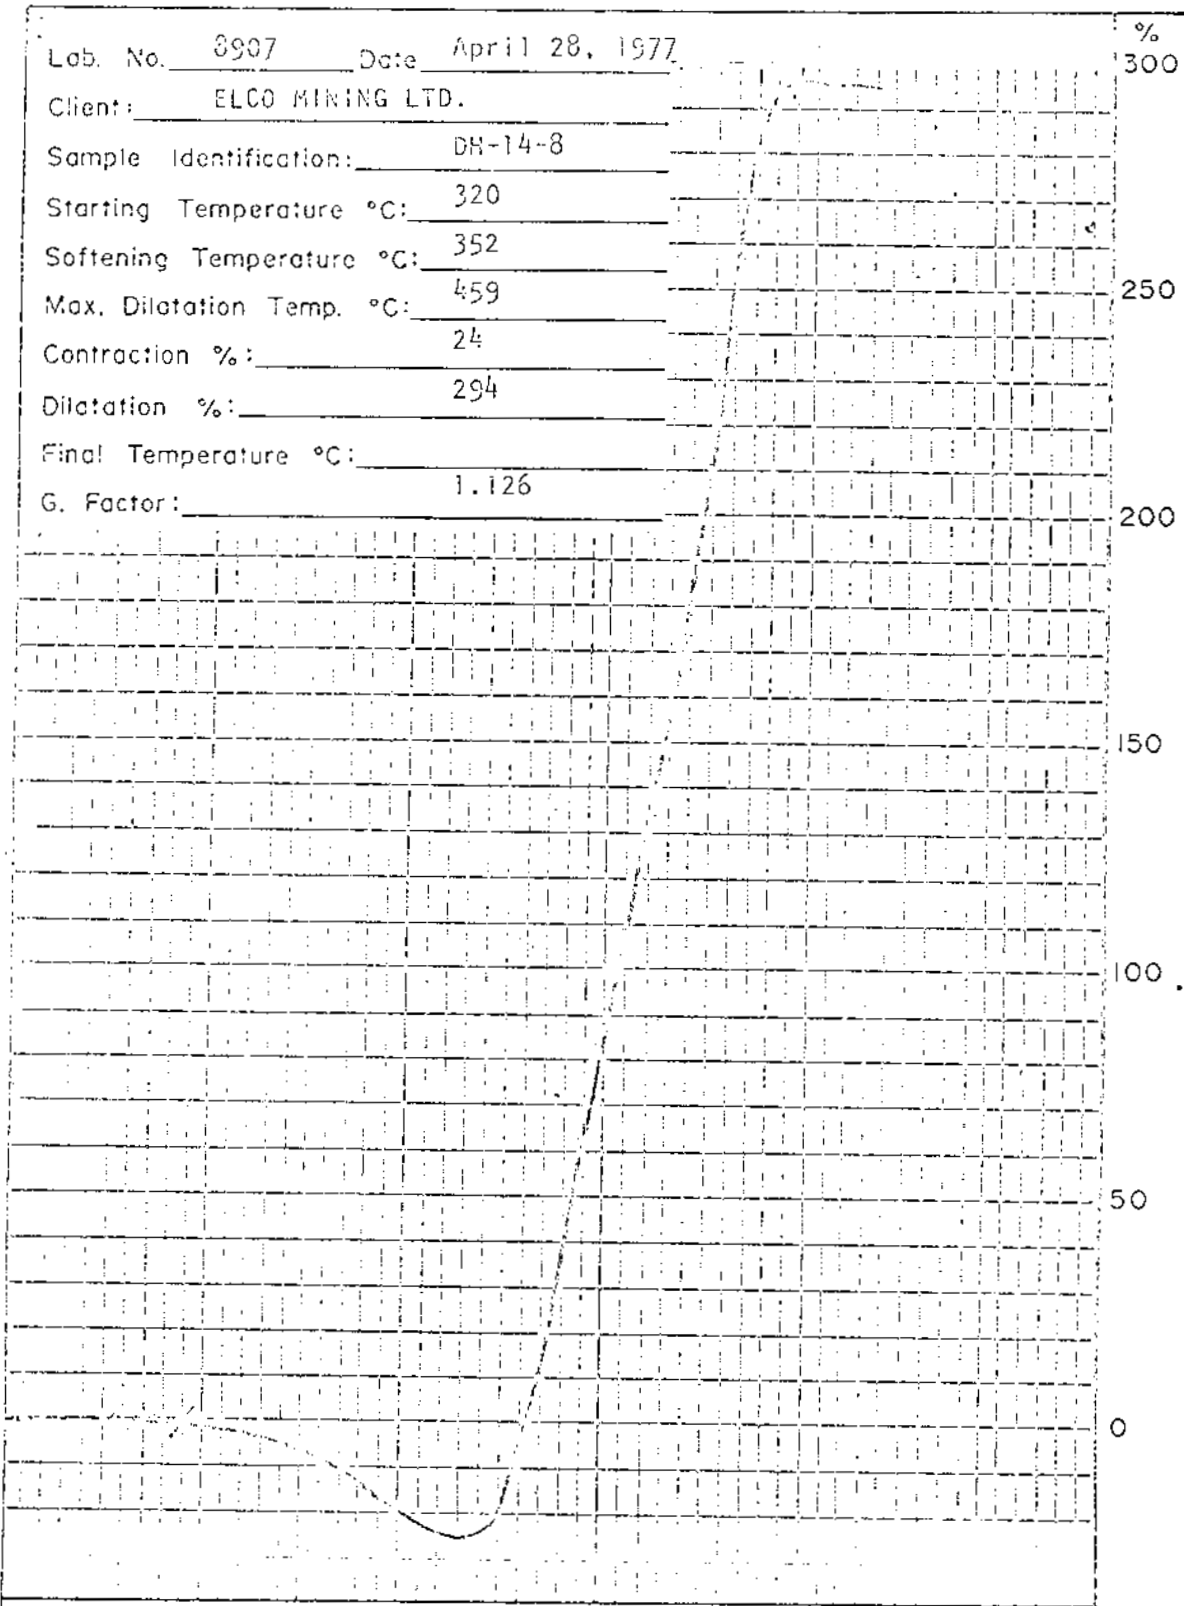 Lab. No. 8907 Date April 28, 1977
Client: ELCO MINING LTD.
Sample Identification: DH-14-8
Starting Temperature °C: 320
Softening Temperature °C: 352
Max. Dilatation Temp. °C: 459
Contraction %: 24
Dilatation %: 294
Final Temperature °C:
G. Factor: 1.126
%
300
250
200
150
100
50
0